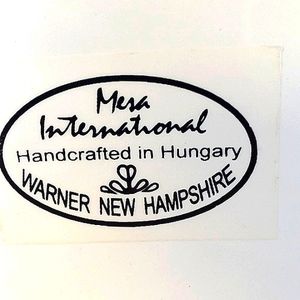 Mesa
International
Handcrafted in Hungary
WARNER NEW HAMPSHIRE